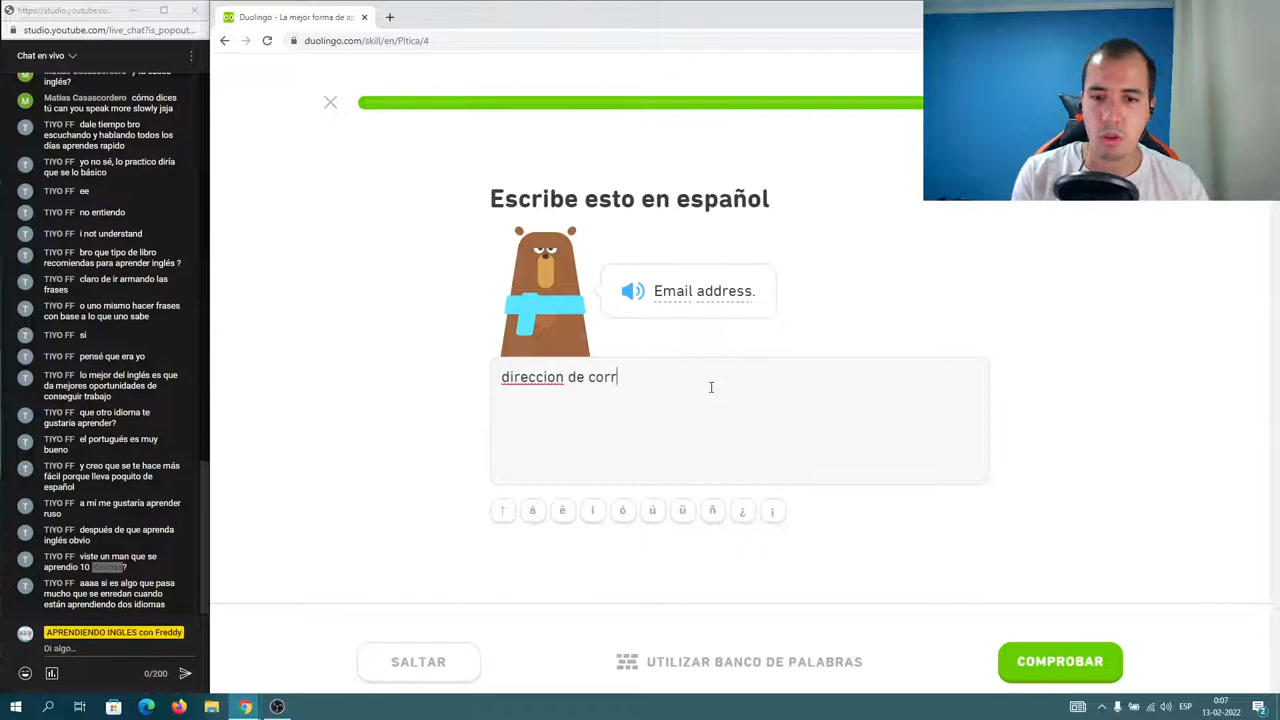 https://studio.youtube.co...
studio.youtube.com/live_chat?is_popout...
Chat en vivo
inglés?
Matias Casascordero cómo dices
tú can you speak more slowly jsja
TIYO FF dale tiempo bro
escuchando y hablando todos los
días aprendes rapido
TIYO FF yo no sé, lo practico diría
que se lo básico
TIYO FF ee
TIYO FF no entiendo
TIYO FF i not understand
TIYO FF bro que tipo de libro
recomiendas para aprender inglés ?
TIYO FF claro de ir armando las
frases
TIYO FF o uno mismo hacer frases
con base a lo que uno sabe
TIYO FF si
TIYO FF pensé que era yo
TIYO FF lo mejor del inglés es que
da mejores oportunidades de
conseguir trabajo
TIYO FF que otro idioma te
gustaria aprender?
TIYO FF el portugués es muy
bueno
TIYO FF y creo que se te hace más
fácil porque lleva poquito de
español
TIYO FF a mí me gustaría aprender
ruso
TIYO FF después de que aprenda
inglés obvio
TIYO FF viste un man que se
aprendio 10
TIYO FF aaaa si es algo que pasa
mucho que se enredan cuando
están aprendiendo dos idiomas
APRENDIENDO INGLES con Freddy
Di algo...
0/200
Duolingo - La mejor forma de ap
duolingo.com/skill/en/Pltica/4
Escribe esto en español
Email address.
direccion de corr
↑ á é í ó ú ü ñ ¿ ¡
SALTAR
UTILIZAR BANCO DE PALABRAS
COMPROBAR
ESP
0:07
13-02-2022
2